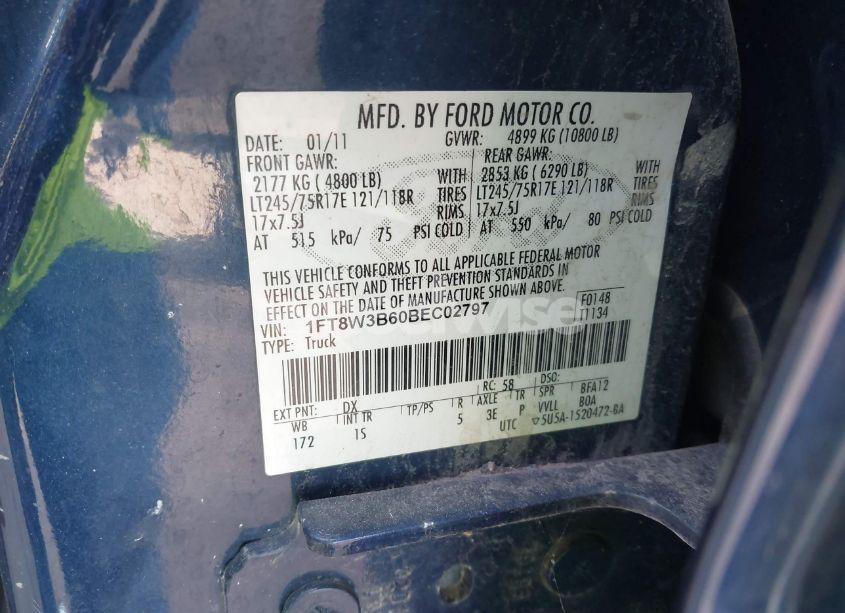 MFD. BY FORD MOTOR CO.
DATE: 01/11 GVWR: 4899 KG (10800 LB)
FRONT GAWR: REAR GAWR:
2177 KG ( 4800 LB) WITH 2853 KG ( 6290 LB) WITH
LT245/75R17E 121/118R TIRES LT245/75R17E 121/118R TIRES
17x7.5J RIMS 17x7.5J RIMS
AT 515 kPa/ 75 PSI COLD AT 550 kPa/ 80 PSI COLD
THIS VEHICLE CONFORMS TO ALL APPLICABLE FEDERAL MOTOR
VEHICLE SAFETY AND THEFT PREVENTION STANDARDS IN
EFFECT ON THE DATE OF MANUFACTURE SHOWN ABOVE.
VIN: 1FT8W3B60BEC02797 F0148
TYPE: Truck T1134
EXT PNT: DX RC: 58 DSO:
WB INT TR TP/PS R AXLE TR SPR BFA12
172 IS 5 3E P VVLL BOA
UTC ▽5U5A-1520472-BA